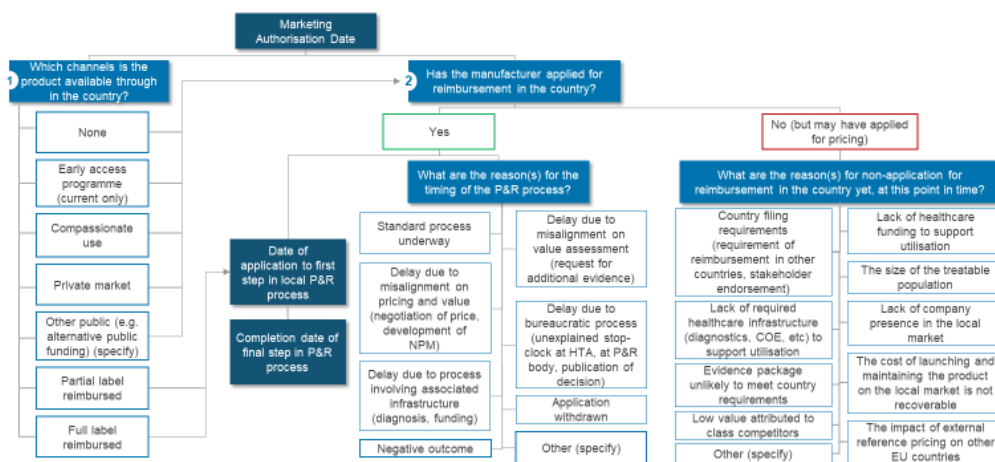 Marketing
Authorisation Date
1
Which channels is the
product available through
in the country?
None
Early access
programme
(current only)
Compassionate
use
Private market
Other public (e.g.
alternative public
funding) (specify)
Partial label
reimbursed
Full label
reimbursed
2
Has the manufacturer applied for
reimbursement in the country?
Yes
No (but may have applied
for pricing)
Date of
application to first
step in local P&R
process
Completion date of
final step in P&R
process
What are the reason(s) for the
timing of the P&R process?
Standard process
underway
Delay due to
misalignment on
pricing and value
(negotiation of price,
development of
NPM)
Delay due to process
involving associated
infrastructure
(diagnosis, funding)
Negative outcome
Delay due to
misalignment on
value assessment
(request for
additional evidence)
Delay due to
bureaucratic process
(unexplained stop-
clock at HTA, at P&R
body, publication of
decision)
Application
withdrawn
Other (specify)
What are the reason(s) for non-application for
reimbursement in the country yet, at this point in time?
Country filing
requirements
(requirement of
reimbursement in other
countries, stakeholder
endorsement)
Lack of required
healthcare infrastructure
(diagnostics, COE, etc) to
support utilisation
Evidence package
unlikely to meet country
requirements
Low value attributed to
class competitors
Other (specify)
Lack of healthcare
funding to support
utilisation
The size of the treatable
population
Lack of company
presence in the local
market
The cost of launching and
maintaining the product
on the local market is not
recoverable
The impact of external
reference pricing on other
EU countries